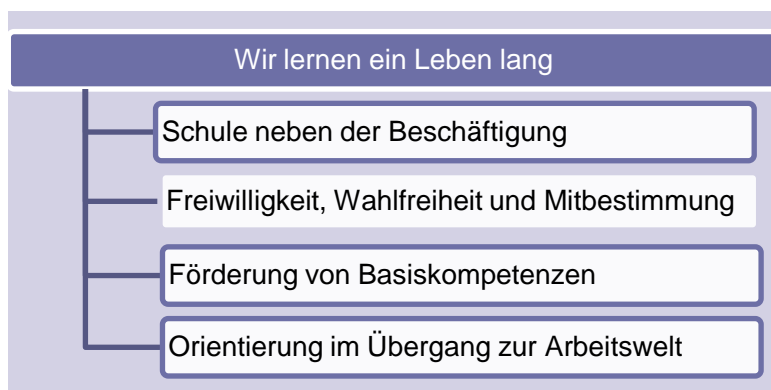 Wir lernen ein Leben lang
Schule neben der Beschäftigung
Freiwilligkeit, Wahlfreiheit und Mitbestimmung
Förderung von Basiskompetenzen
Orientierung im Übergang zur Arbeitswelt